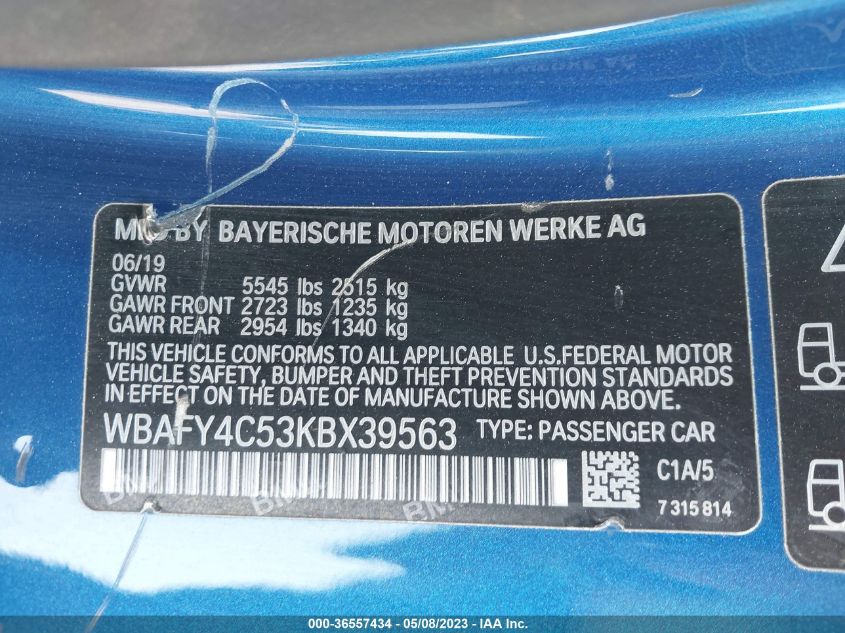 MFD BY BAYERISCHE MOTOREN WERKE AG
06/19
GVWR 5545 lbs 2515 kg
GAWR FRONT 2723 lbs 1235 kg
GAWR REAR 2954 lbs 1340 kg
THIS VEHICLE CONFORMS TO ALL APPLICABLE U.S.FEDERAL MOTOR
VEHICLE SAFETY, BUMPER AND THEFT PREVENTION STANDARDS
IN EFFECT ON THE DATE OF MANUFACTURE SHOWN ABOVE.
WBAFY4C53KBX39563 TYPE: PASSENGER CAR
C1A/5
7 315 814
000-36557434 - 05/08/2023 - IAA Inc.